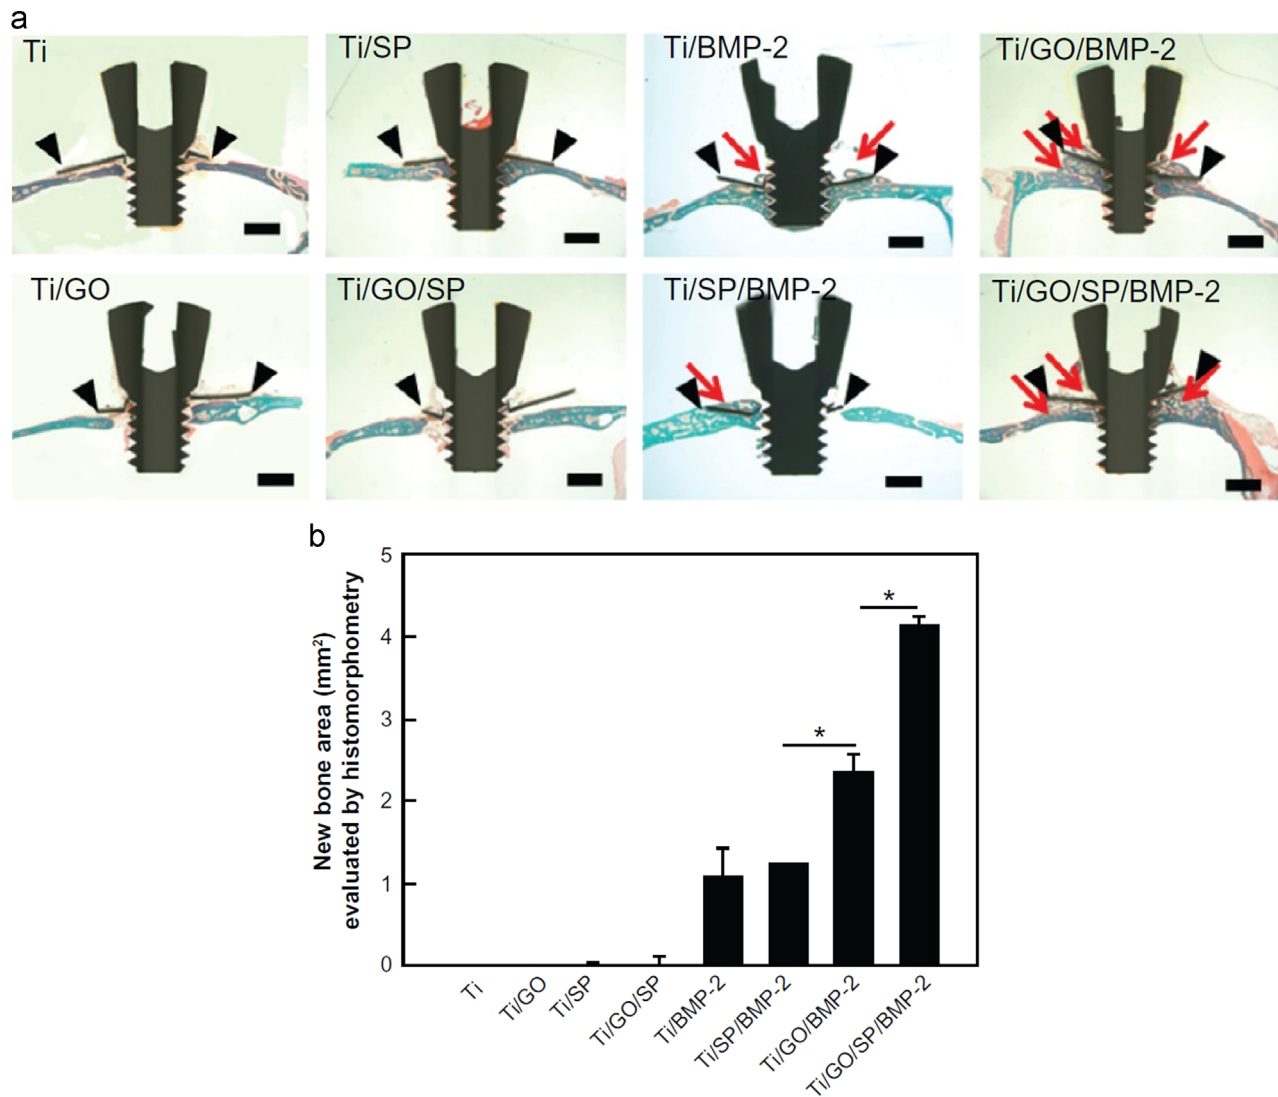 a
Ti
Ti/SP
Ti/BMP-2
Ti/GO/BMP-2
Ti/GO
Ti/GO/SP
Ti/SP/BMP-2
Ti/GO/SP/BMP-2
b
New bone area (mm²)
evaluated by histomorphometry
5
4
3
2
1
0
*
*
Ti
Ti/GO
Ti/SP
Ti/GO/SP
Ti/BMP-2
Ti/SP/BMP-2
Ti/GO/BMP-2
Ti/GO/SP/BMP-2